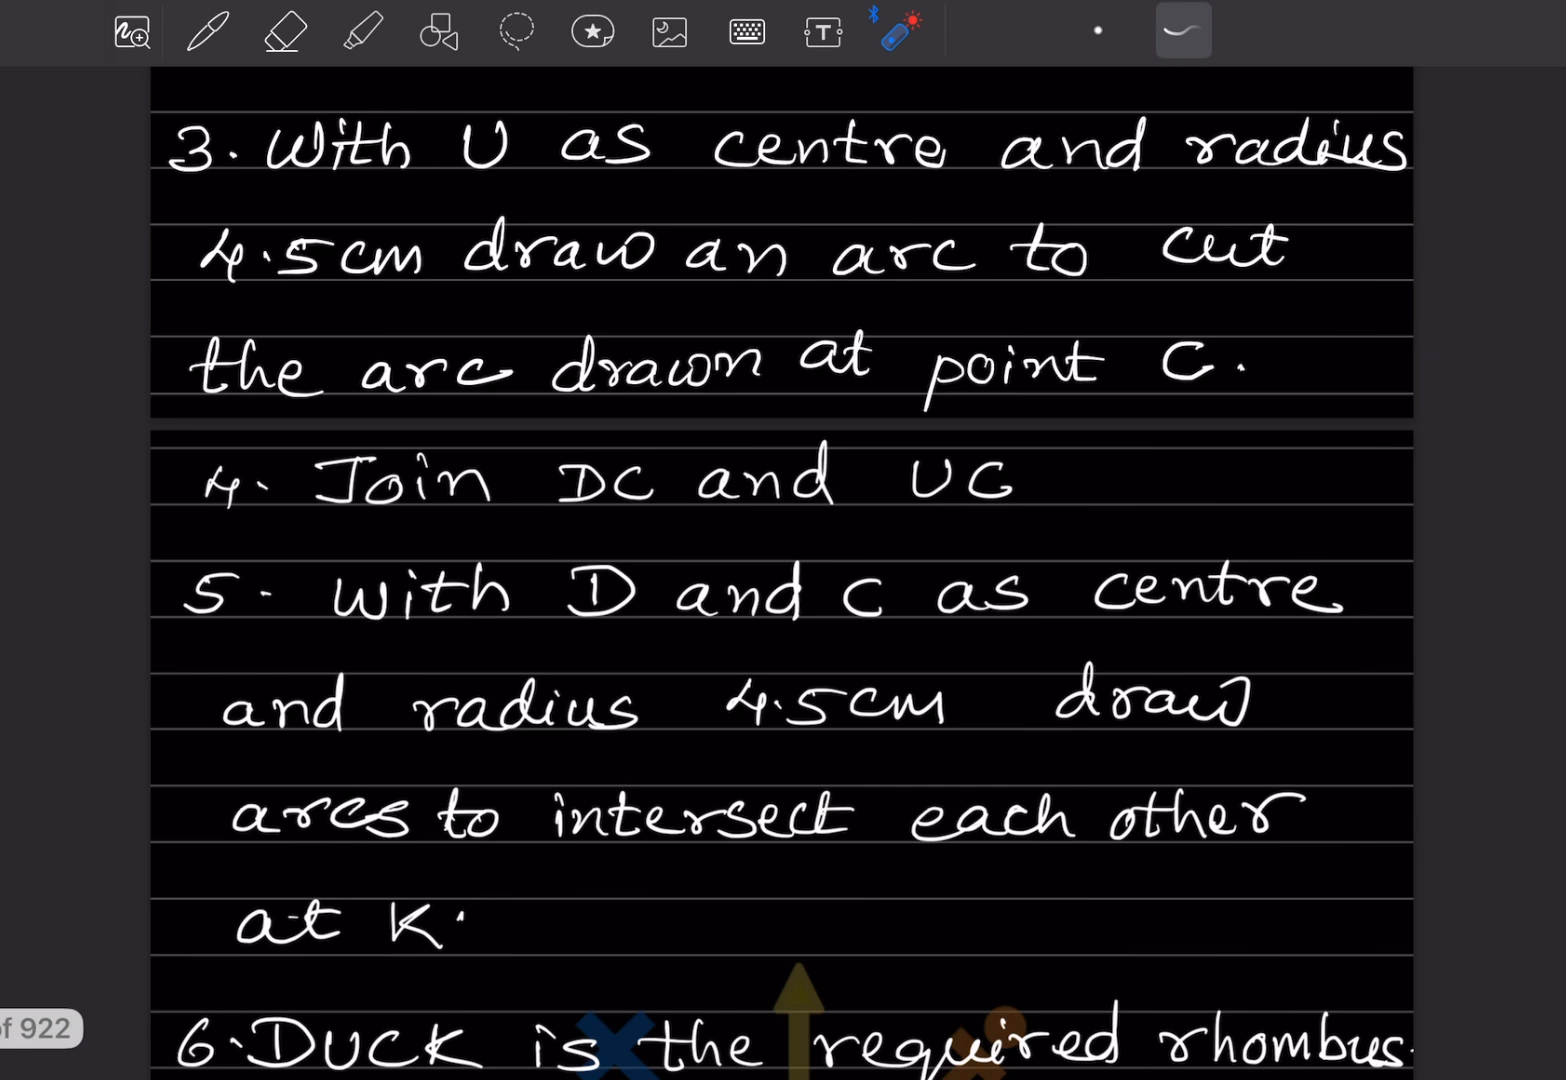 3. With U as centre and radius
4.5cm draw an arc to cut
the arc drawn at point C.
4. Join DC and UC
5. With D and C as centre
and radius 4.5cm draw
arcs to intersect each other
at K.
of 922
6. DUCK is the required rhombus.